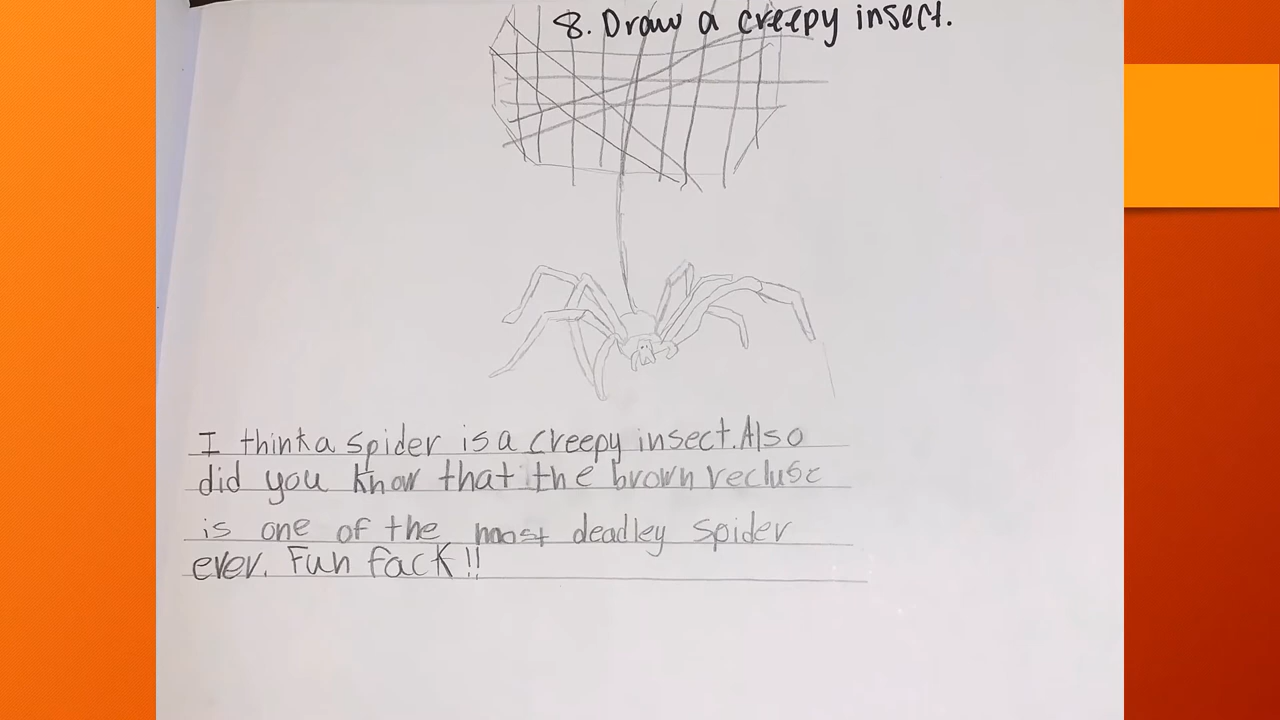 8. Draw a creepy insect.
I think a spider is a creepy insect. Also
did you know that the brown recluse
is one of the most deadley spider
ever. Fun fack!!